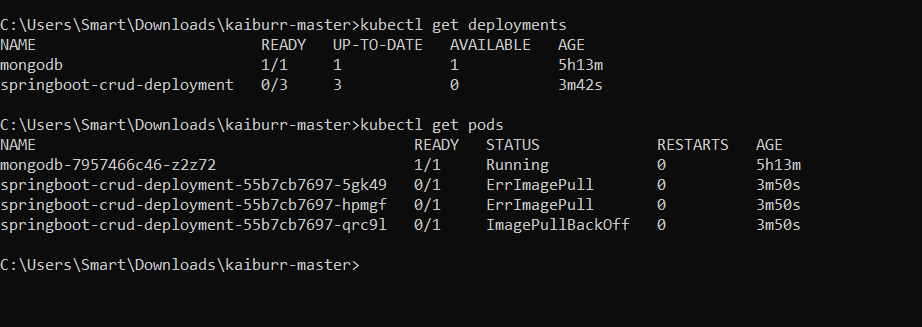 C:\Users\Smart\Downloads\kaiburr-master>kubectl get deployments
NAME                         READY   UP-TO-DATE   AVAILABLE   AGE
mongodb                      1/1     1            1           5h13m
springboot-crud-deployment   0/3     3            0           3m42s
C:\Users\Smart\Downloads\kaiburr-master>kubectl get pods
NAME                                          READY   STATUS             RESTARTS   AGE
mongodb-7957466c46-z2z72                      1/1     Running            0          5h13m
springboot-crud-deployment-55b7cb7697-5gk49   0/1     ErrImagePull       0          3m50s
springboot-crud-deployment-55b7cb7697-hpmgf   0/1     ErrImagePull       0          3m50s
springboot-crud-deployment-55b7cb7697-qrc9l   0/1     ImagePullBackOff   0          3m50s
C:\Users\Smart\Downloads\kaiburr-master>